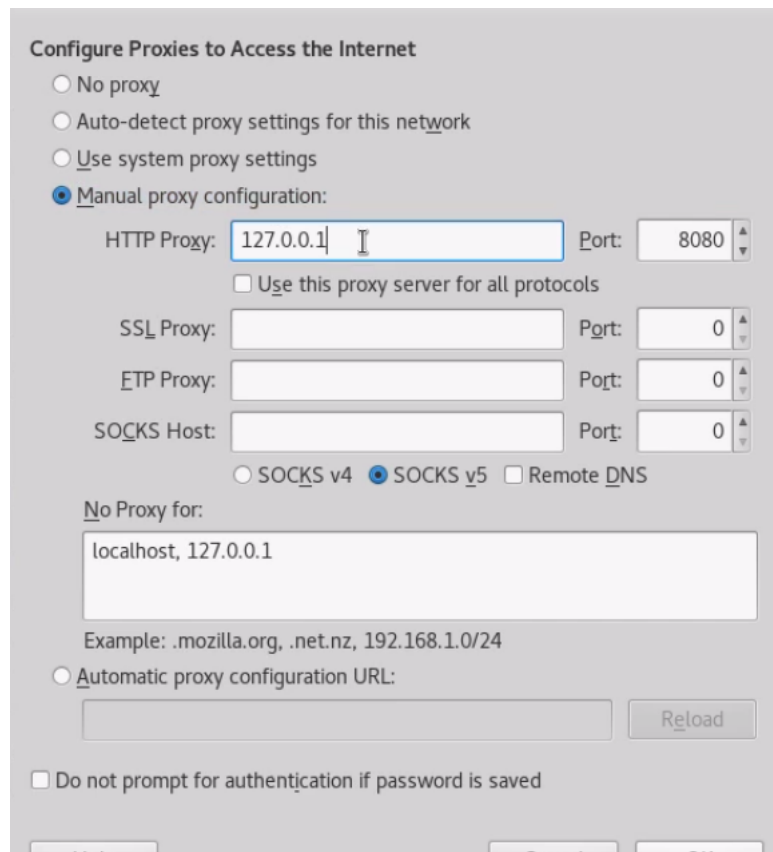 Configure Proxies to Access the Internet
No proxy
Auto-detect proxy settings for this network
Use system proxy settings
Manual proxy configuration:
HTTP Proxy: 127.0.0.1 Port: 8080
Use this proxy server for all protocols
SSL Proxy: Port: 0
FTP Proxy: Port: 0
SOCKS Host: Port: 0
SOCKS v4 SOCKS v5 Remote DNS
No Proxy for:
localhost, 127.0.0.1
Example: .mozilla.org, .net.nz, 192.168.1.0/24
Automatic proxy configuration URL:
Reload
Do not prompt for authentication if password is saved